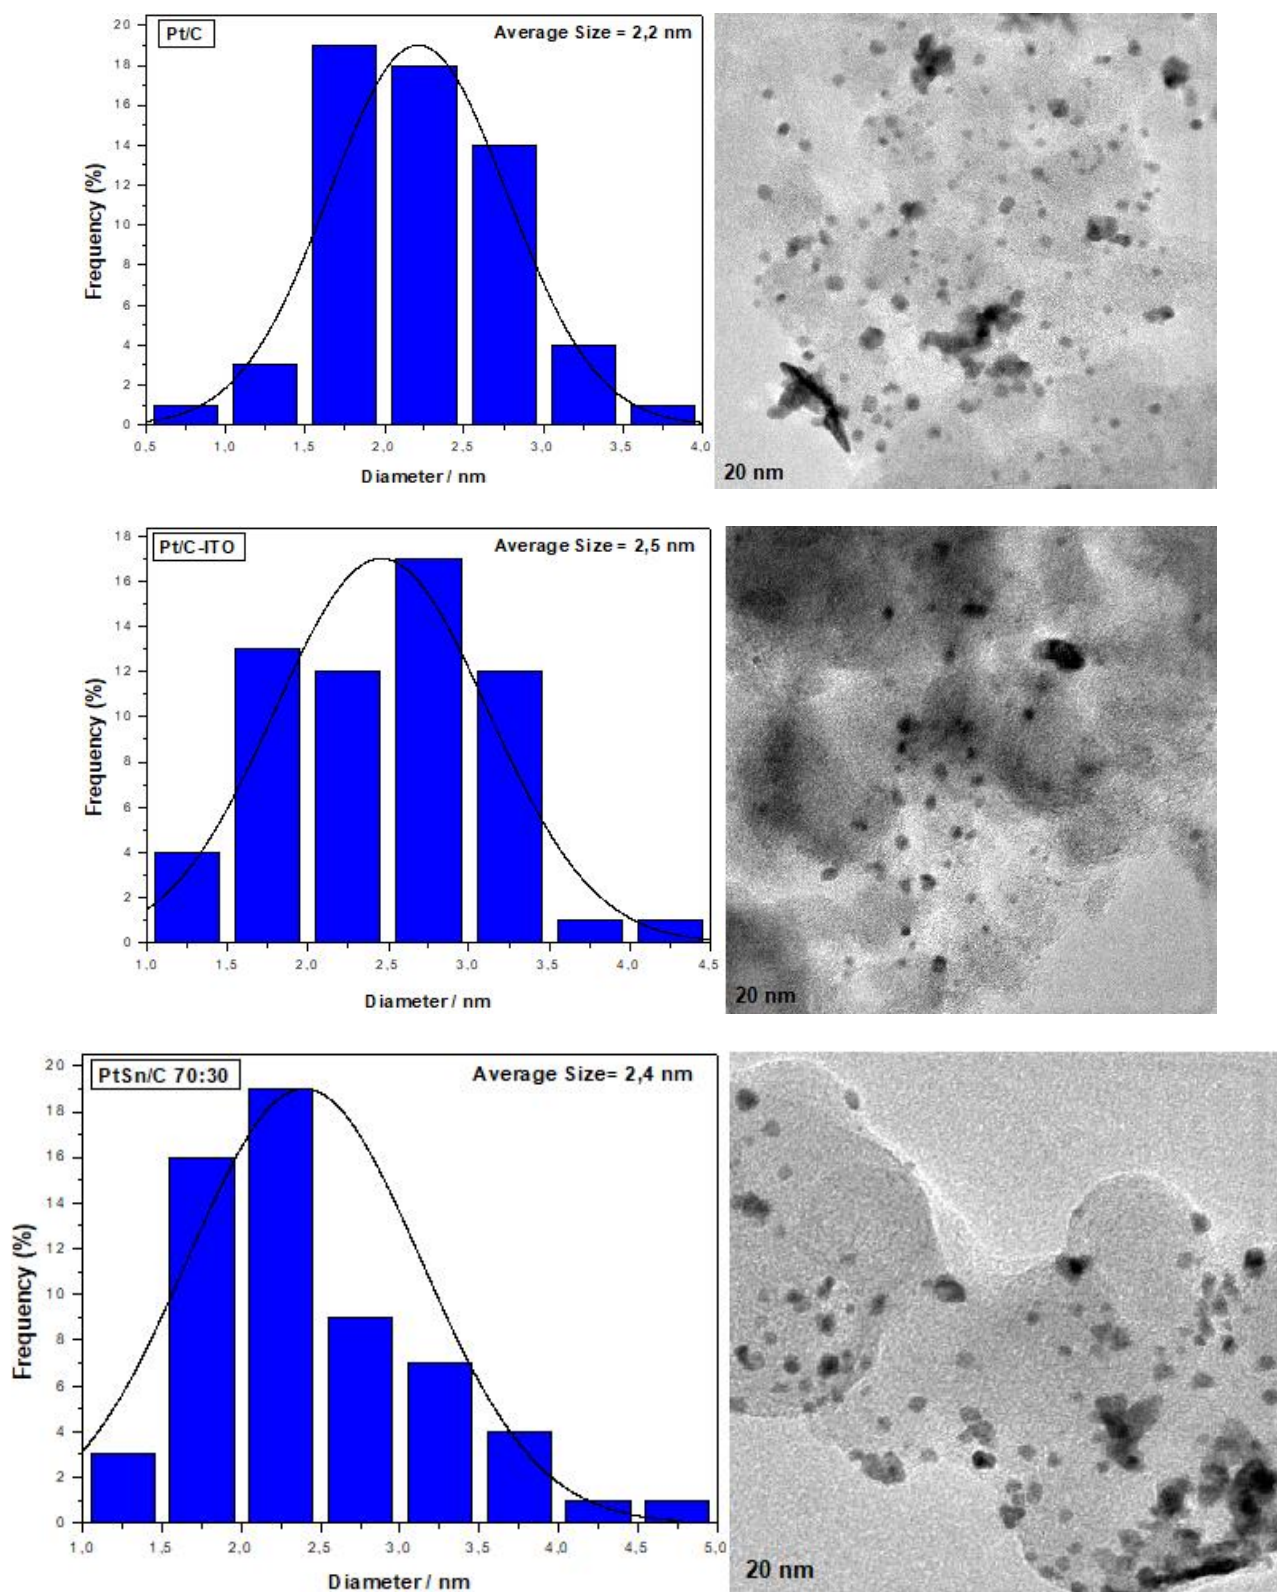 Pt/C
Average Size = 2,2 nm
20
18
16
14
12
10
8
6
4
2
0
Frequency (%)
0,5 1,0 1,5 2,0 2,5 3,0 3,5 4,0
Diameter / nm
20 nm
Pt/C-ITO
Average Size = 2,5 nm
18
16
14
12
10
8
6
4
2
0
Frequency (%)
1,0 1,5 2,0 2,5 3,0 3,5 4,0 4,5
Diameter / nm
20 nm
PtSn/C 70:30
Average Size= 2,4 nm
20
18
16
14
12
10
8
6
4
2
0
Frequency (%)
1,0 1,5 2,0 2,5 3,0 3,5 4,0 4,5 5,0
Diameter / nm
20 nm